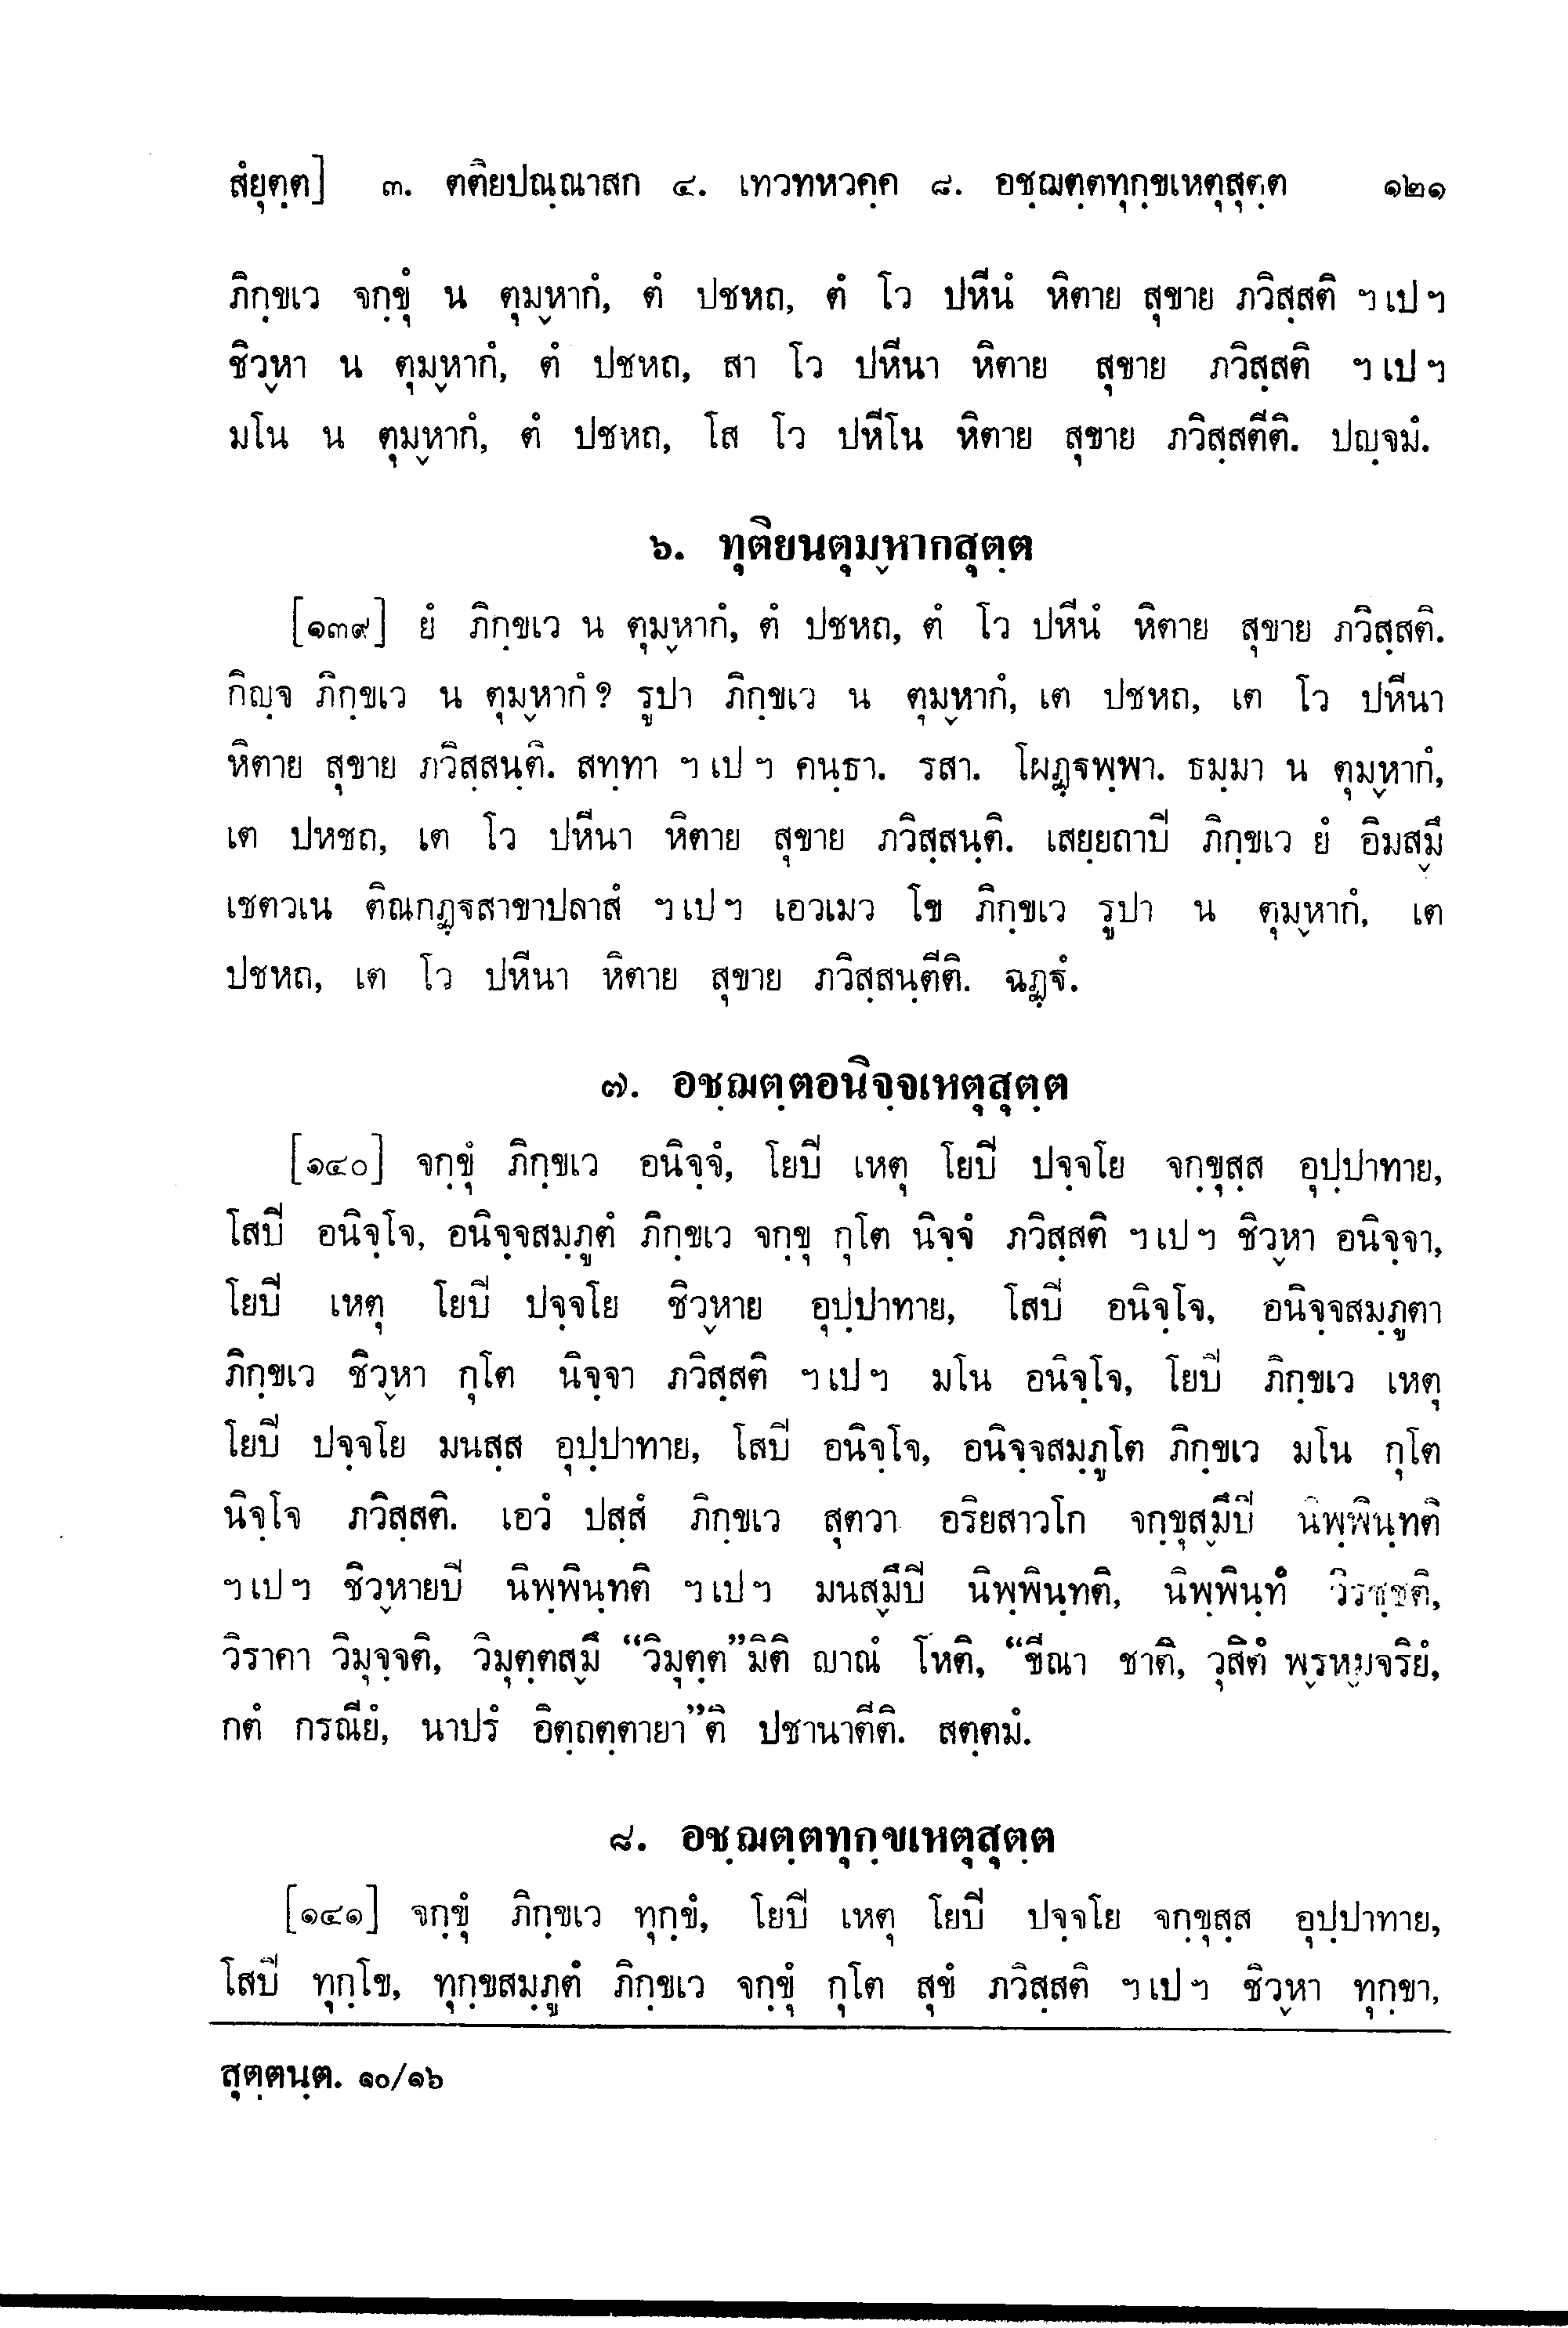 สํยุตฺต] ๓. ตติยปณฺณาสก ๔. เทวทหวคฺค ๘. อชฺฌตฺตทุกฺขเหตุสุตฺต ๑๒๑
ภิกฺขเว จกฺขุํ น ตุมฺหากํ, ตํ ปชหถ, ตํ โว ปหีนํ หิตาย สุขาย ภวิสฺสติ ฯเปฯ
ชิวฺหา น ตุมฺหากํ, ตํ ปชหถ, สา โว ปหีนา หิตาย สุขาย ภวิสฺสติ ฯเปฯ
มโน น ตุมฺหากํ, ตํ ปชหถ, โส โว ปหีโน หิตาย สุขาย ภวิสฺสตีติ. ปญฺจมํ.
๖. ทุติยนตุมฺหากสุตฺต
[๑๓๙] ยํ ภิกฺขเว น ตุมฺหากํ, ตํ ปชหถ, ตํ โว ปหีนํ หิตาย สุขาย ภวิสฺสติ.
กิญฺจ ภิกฺขเว น ตุมฺหากํ? รูปา ภิกฺขเว น ตุมฺหากํ, เต ปชหถ, เต โว ปหีนา
หิตาย สุขาย ภวิสฺสนฺติ. สทฺทา ฯเปฯ คนฺธา. รสา. โผฏฺฐพฺพา. ธมฺมา น ตุมฺหากํ,
เต ปหชถ, เต โว ปหีนา หิตาย สุขาย ภวิสฺสนฺติ. เสยฺยถาปิ ภิกฺขเว ยํ อิมสฺมึ
เชตวเน ติณกฏฺฐสาขาปลาสํ ฯเปฯ เอวเมว โข ภิกฺขเว รูปา น ตุมฺหากํ, เต
ปชหถ, เต โว ปหีนา หิตาย สุขาย ภวิสฺสนฺตีติ. ฉฏฺฐํ.
๗. อชฺฌตฺตอนิจฺจเหตุสุตฺต
[๑๔๐] จกฺขุํ ภิกฺขเว อนิจฺจํ, โยปิ เหตุ โยปิ ปจฺจโย จกฺขุสฺส อุปฺปาทาย,
โสปิ อนิจฺโจ, อนิจฺจสมฺภูตํ ภิกฺขเว จกฺขุ กุโต นิจฺจํ ภวิสฺสติ ฯเปฯ ชิวฺหา อนิจฺจา,
โยปิ เหตุ โยปิ ปจฺจโย ชิวฺหาย อุปฺปาทาย, โสปิ อนิจฺโจ, อนิจฺจสมฺภูตา
ภิกฺขเว ชิวฺหา กุโต นิจฺจา ภวิสฺสติ ฯเปฯ มโน อนิจฺโจ, โยปิ ภิกฺขเว เหตุ
โยปิ ปจฺจโย มนสฺส อุปฺปาทาย, โสปิ อนิจฺโจ, อนิจฺจสมฺภูโต ภิกฺขเว มโน กุโต
นิจฺโจ ภวิสฺสติ. เอวํ ปสฺสํ ภิกฺขเว สุตวา อริยสาวโก จกฺขุสฺมึปิ นิพฺพินฺทติ
ฯเปฯ ชิวฺหายปิ นิพฺพินฺทติ ฯเปฯ มนสฺมึปิ นิพฺพินฺทติ, นิพฺพินฺทํ วิรชฺชติ,
วิราคา วิมุจฺจติ, วิมุตฺตสฺมึ “วิมุตฺต”มิติ ญาณํ โหติ, “ขีณา ชาติ, วุสิตํ พฺรหฺมจริยํ,
กตํ กรณียํ, นาปรํ อิตฺถตฺตายา”ติ ปชานาตีติ. สตฺตมํ.
๘. อชฺฌตฺตทุกฺขเหตุสุตฺต
[๑๔๑] จกฺขุํ ภิกฺขเว ทุกฺขํ, โยปิ เหตุ โยปิ ปจฺจโย จกฺขุสฺส อุปฺปาทาย,
โสปิ ทุกฺโข, ทุกฺขสมฺภูตํ ภิกฺขเว จกฺขุํ กุโต สุขํ ภวิสฺสติ ฯเปฯ ชิวฺหา ทุกฺขา,
สุตฺตนฺต. ๑๐/๑๖